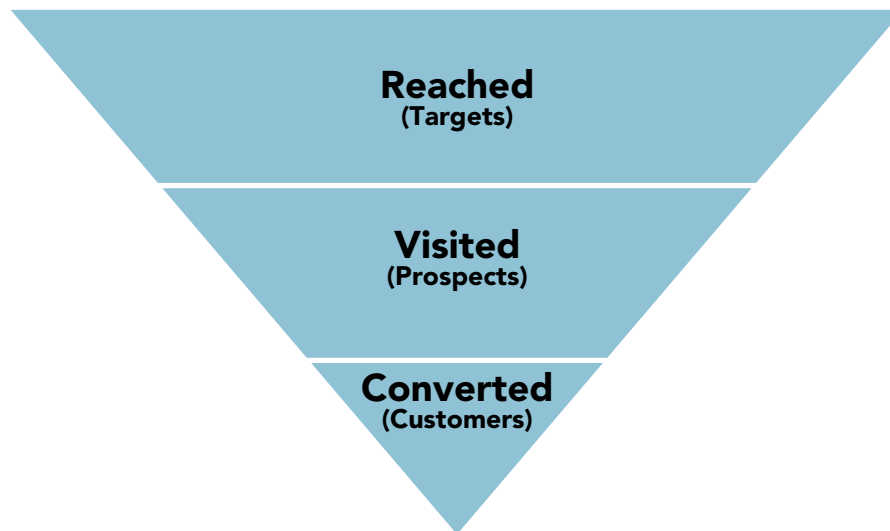 Reached
(Targets)
Visited
(Prospects)
Converted
(Customers)